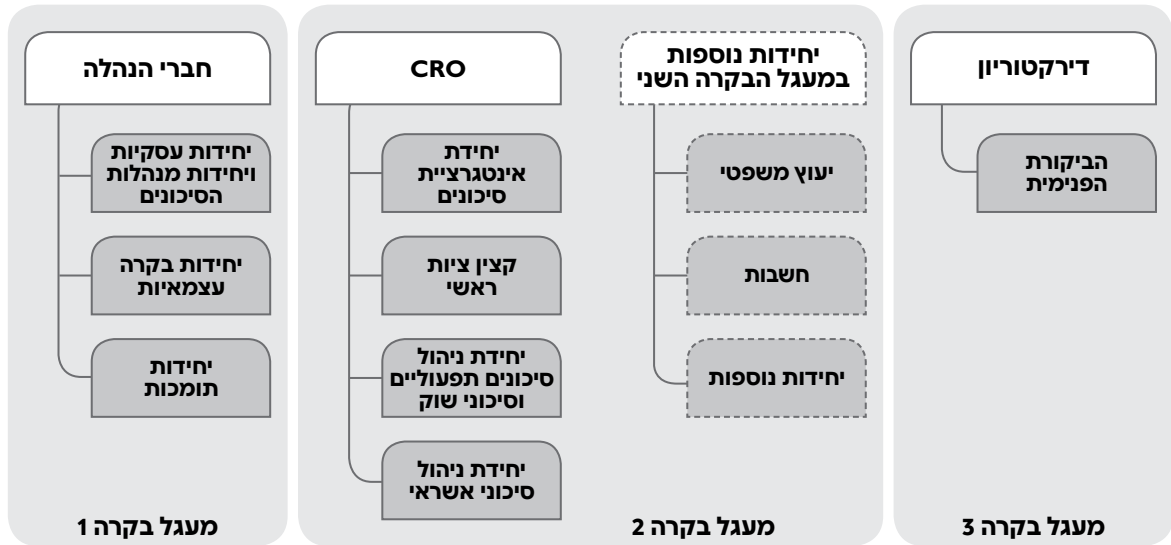 חברי הנהלה
יחידות עסקיות
ויחידות מנהלות
הסיכונים
יחידות בקרה
עצמאיות
יחידות
תומכות
מעגל בקרה 1
CRO
יחידת
אינטגרציית
סיכונים
קצין ציות
ראשי
יחידת ניהול
סיכונים תפעוליים
וסיכוני שוק
יחידת ניהול
סיכוני אשראי
יחידות נוספות
במעגל הבקרה השני
יעוץ משפטי
חשבות
יחידות נוספות
מעגל בקרה 2
דירקטוריון
הביקורת
הפנימית
מעגל בקרה 3